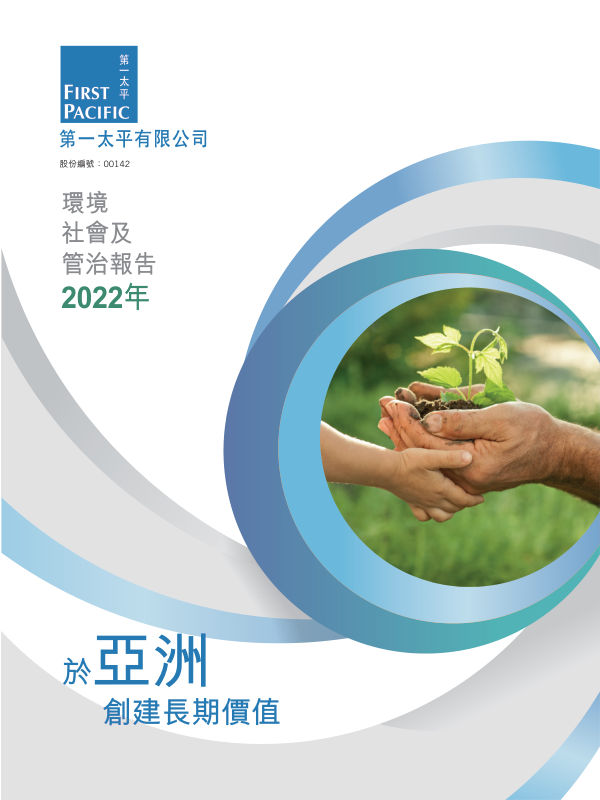 第一太平
FIRST
PACIFIC
第一太平有限公司
股份編號：00142
環境
社會及
管治報告
2022年
於亞洲
創建長期價值